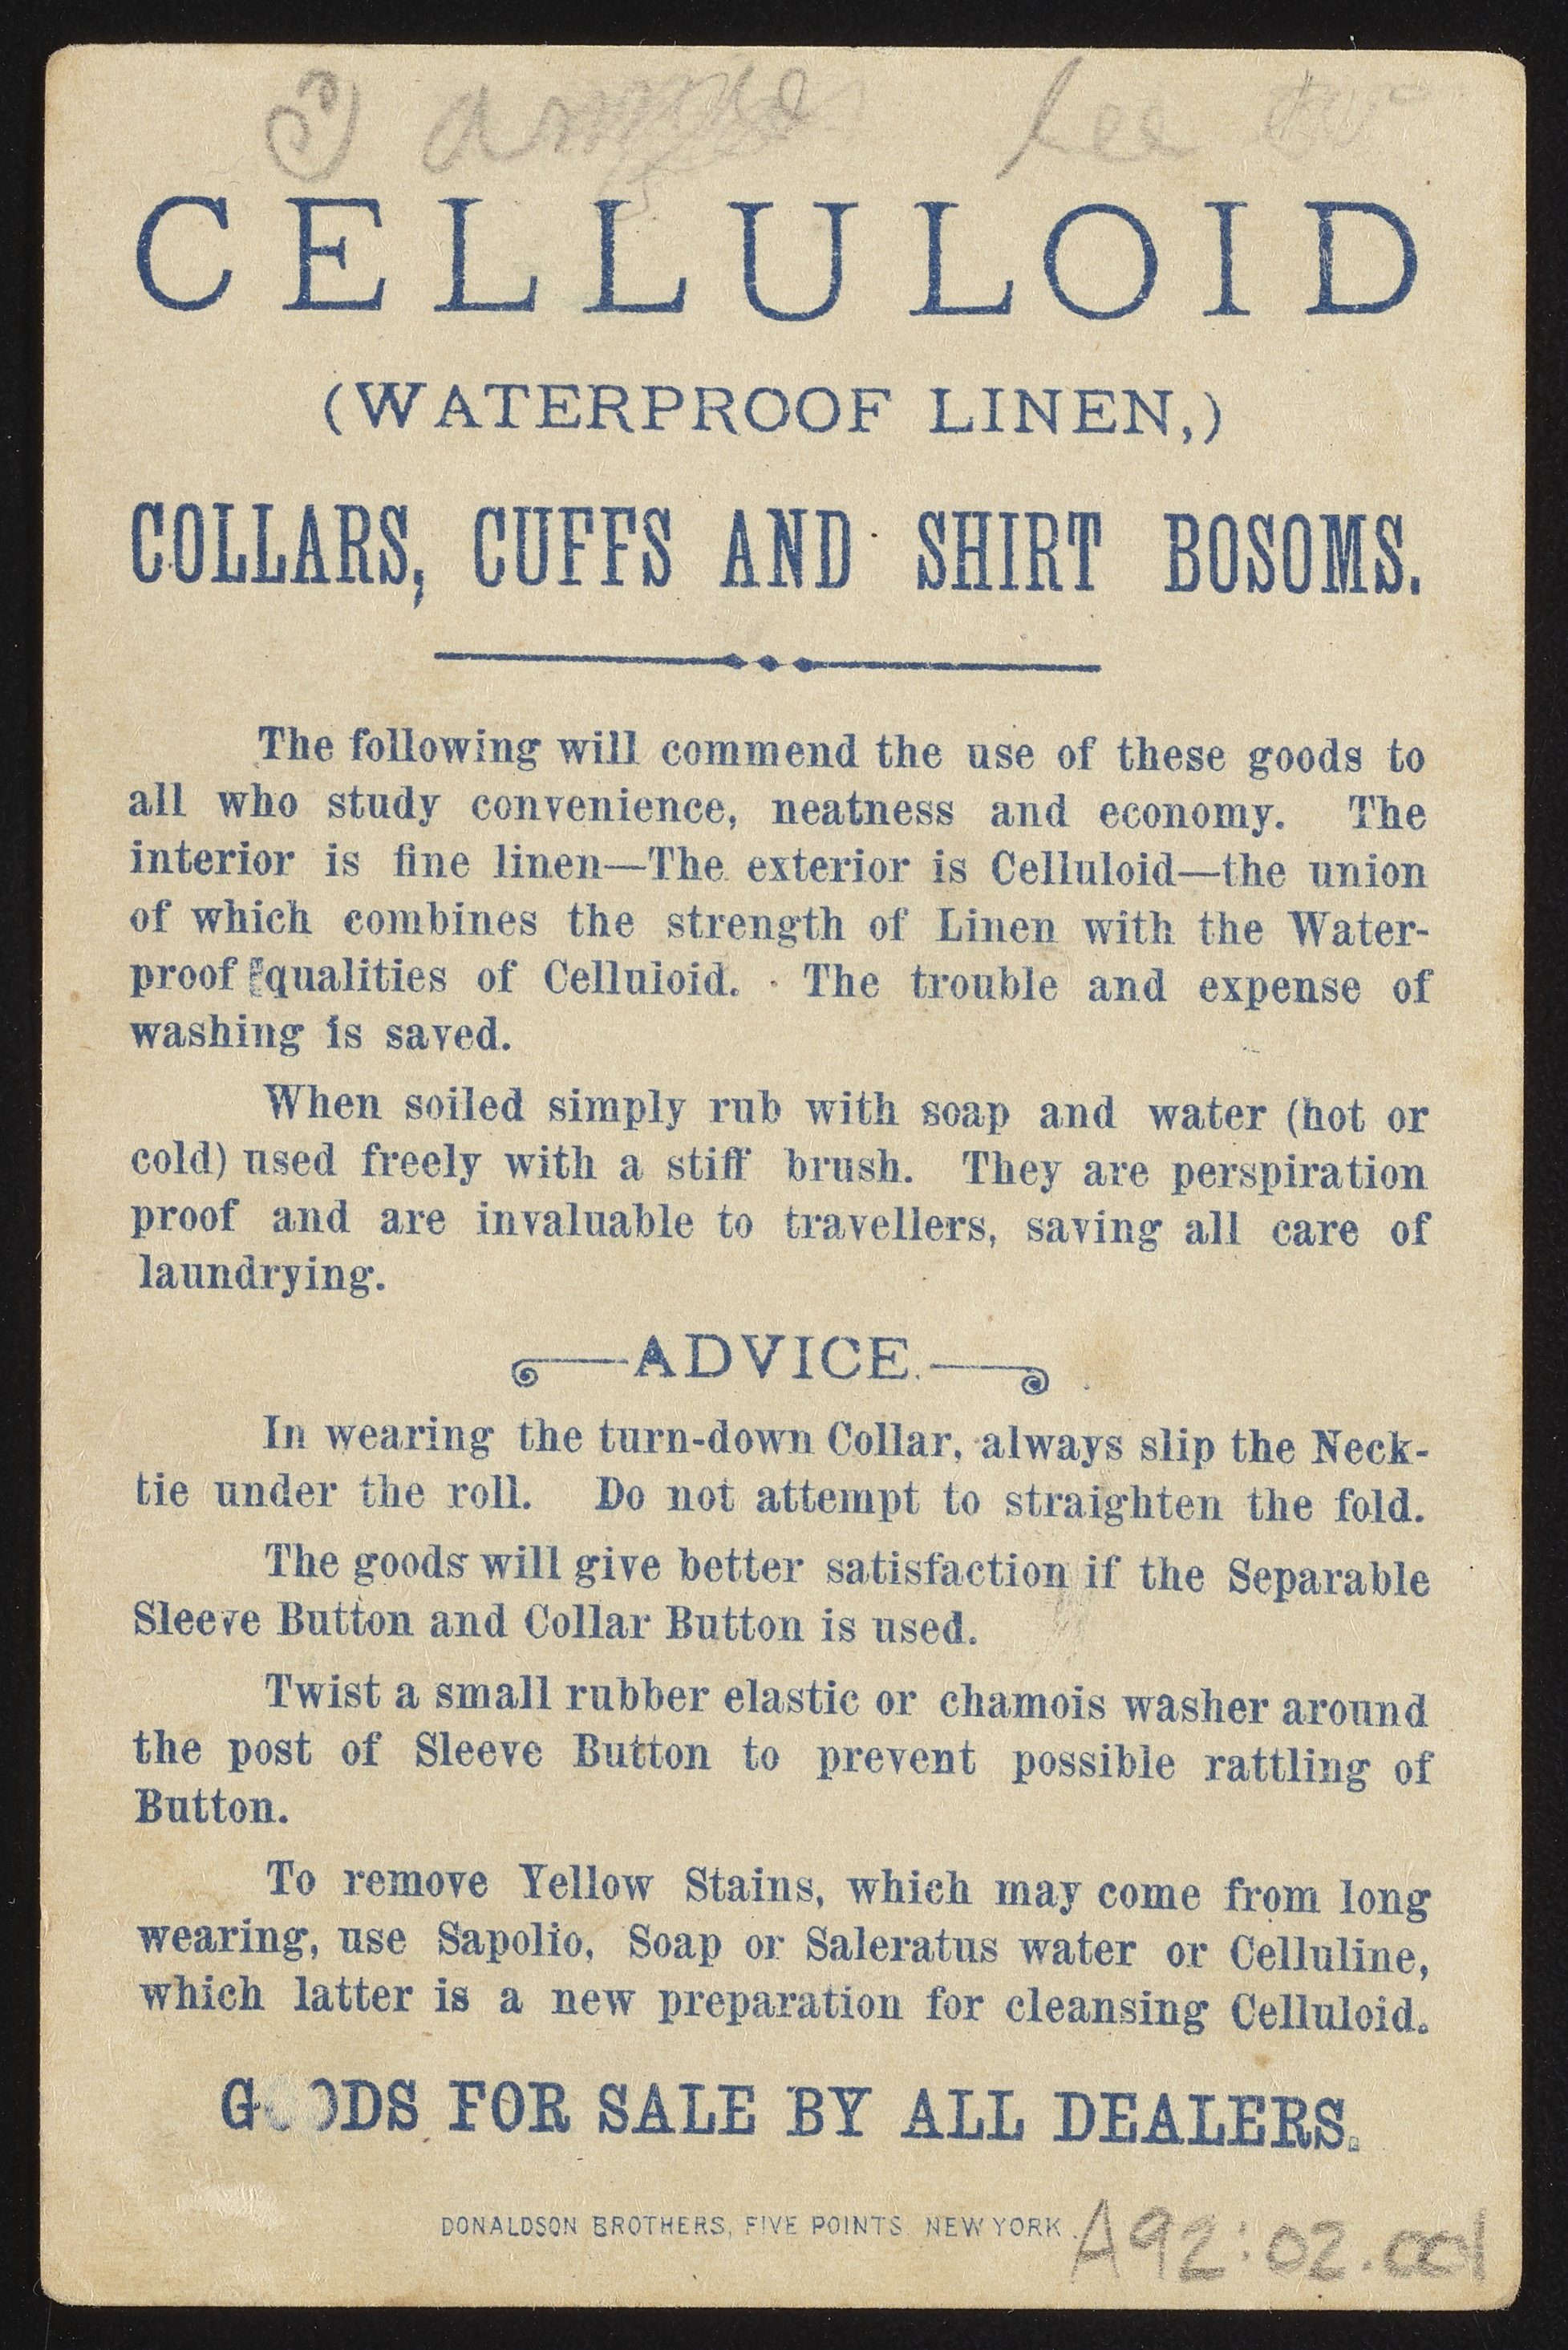 CELLULOID
(WATERPROOF LINEN,)
COLLARS, CUFFS AND SHIRT BOSOMS.
The following will commend the use of these goods to
all who study convenience, neatness and economy. The
interior is fine linen—The exterior is Celluloid—the union
of which combines the strength of Linen with the Water-
proof qualities of Celluloid. The trouble and expense of
washing is saved.
When soiled simply rub with soap and water (hot or
cold) used freely with a stiff brush. They are perspiration
proof and are invaluable to travellers, saving all care of
laundrying.
ADVICE.
In wearing the turn-down Collar, always slip the Neck-
tie under the roll. Do not attempt to straighten the fold.
The goods will give better satisfaction if the Separable
Sleeve Button and Collar Button is used.
Twist a small rubber elastic or chamois washer around
the post of Sleeve Button to prevent possible rattling of
Button.
To remove Yellow Stains, which may come from long
wearing, use Sapolio, Soap or Saleratus water or Celluline,
which latter is a new preparation for cleansing Celluloid.
GOODS FOR SALE BY ALL DEALERS.
DONALDSON BROTHERS, FIVE POINTS NEW YORK.
A92:02.001